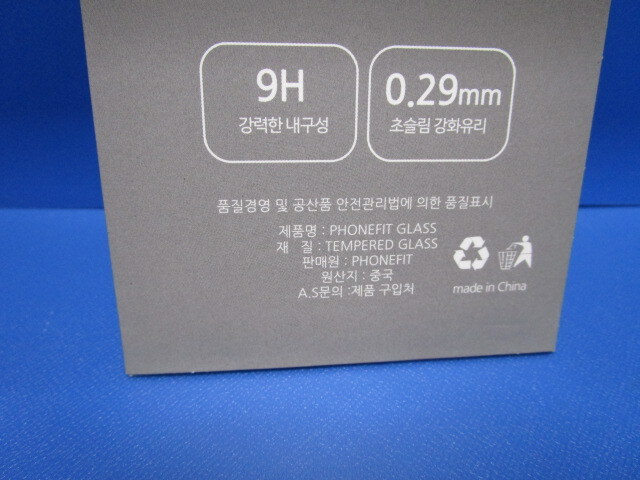 9H
강력한 내구성
0.29mm
초슬림 강화유리
품질경영 및 공산품 안전관리법에 의한 품질표시
제품명 : PHONEFIT GLASS
재 질 : TEMPERED GLASS
판매원 : PHONEFIT
원산지 : 중국
A.S문의 :제품 구입처
made in China